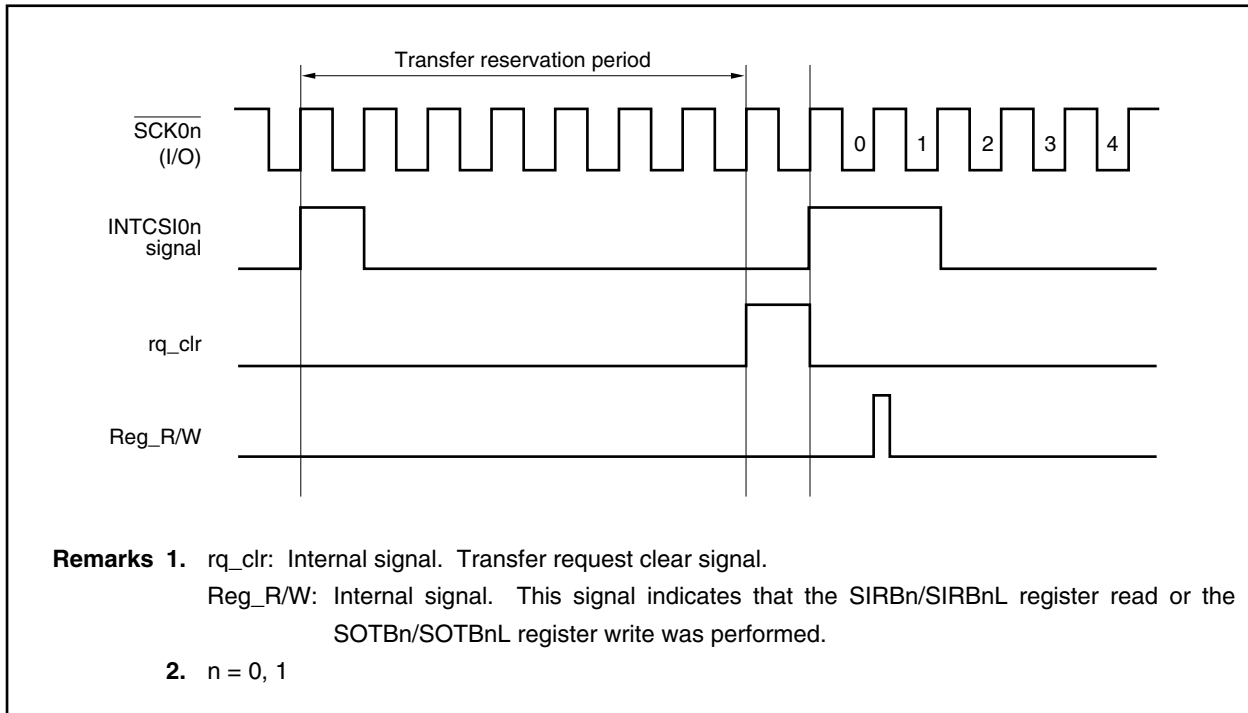 Transfer reservation period
SCK0n
(I/O)
0 1 2 3 4
INTCSI0n
signal
rq_clr
Reg_R/W
Remarks 1. rq_clr: Internal signal. Transfer request clear signal.
Reg_R/W: Internal signal. This signal indicates that the SIRBn/SIRBnL register read or the
SOTBn/SOTBnL register write was performed.
2. n = 0, 1